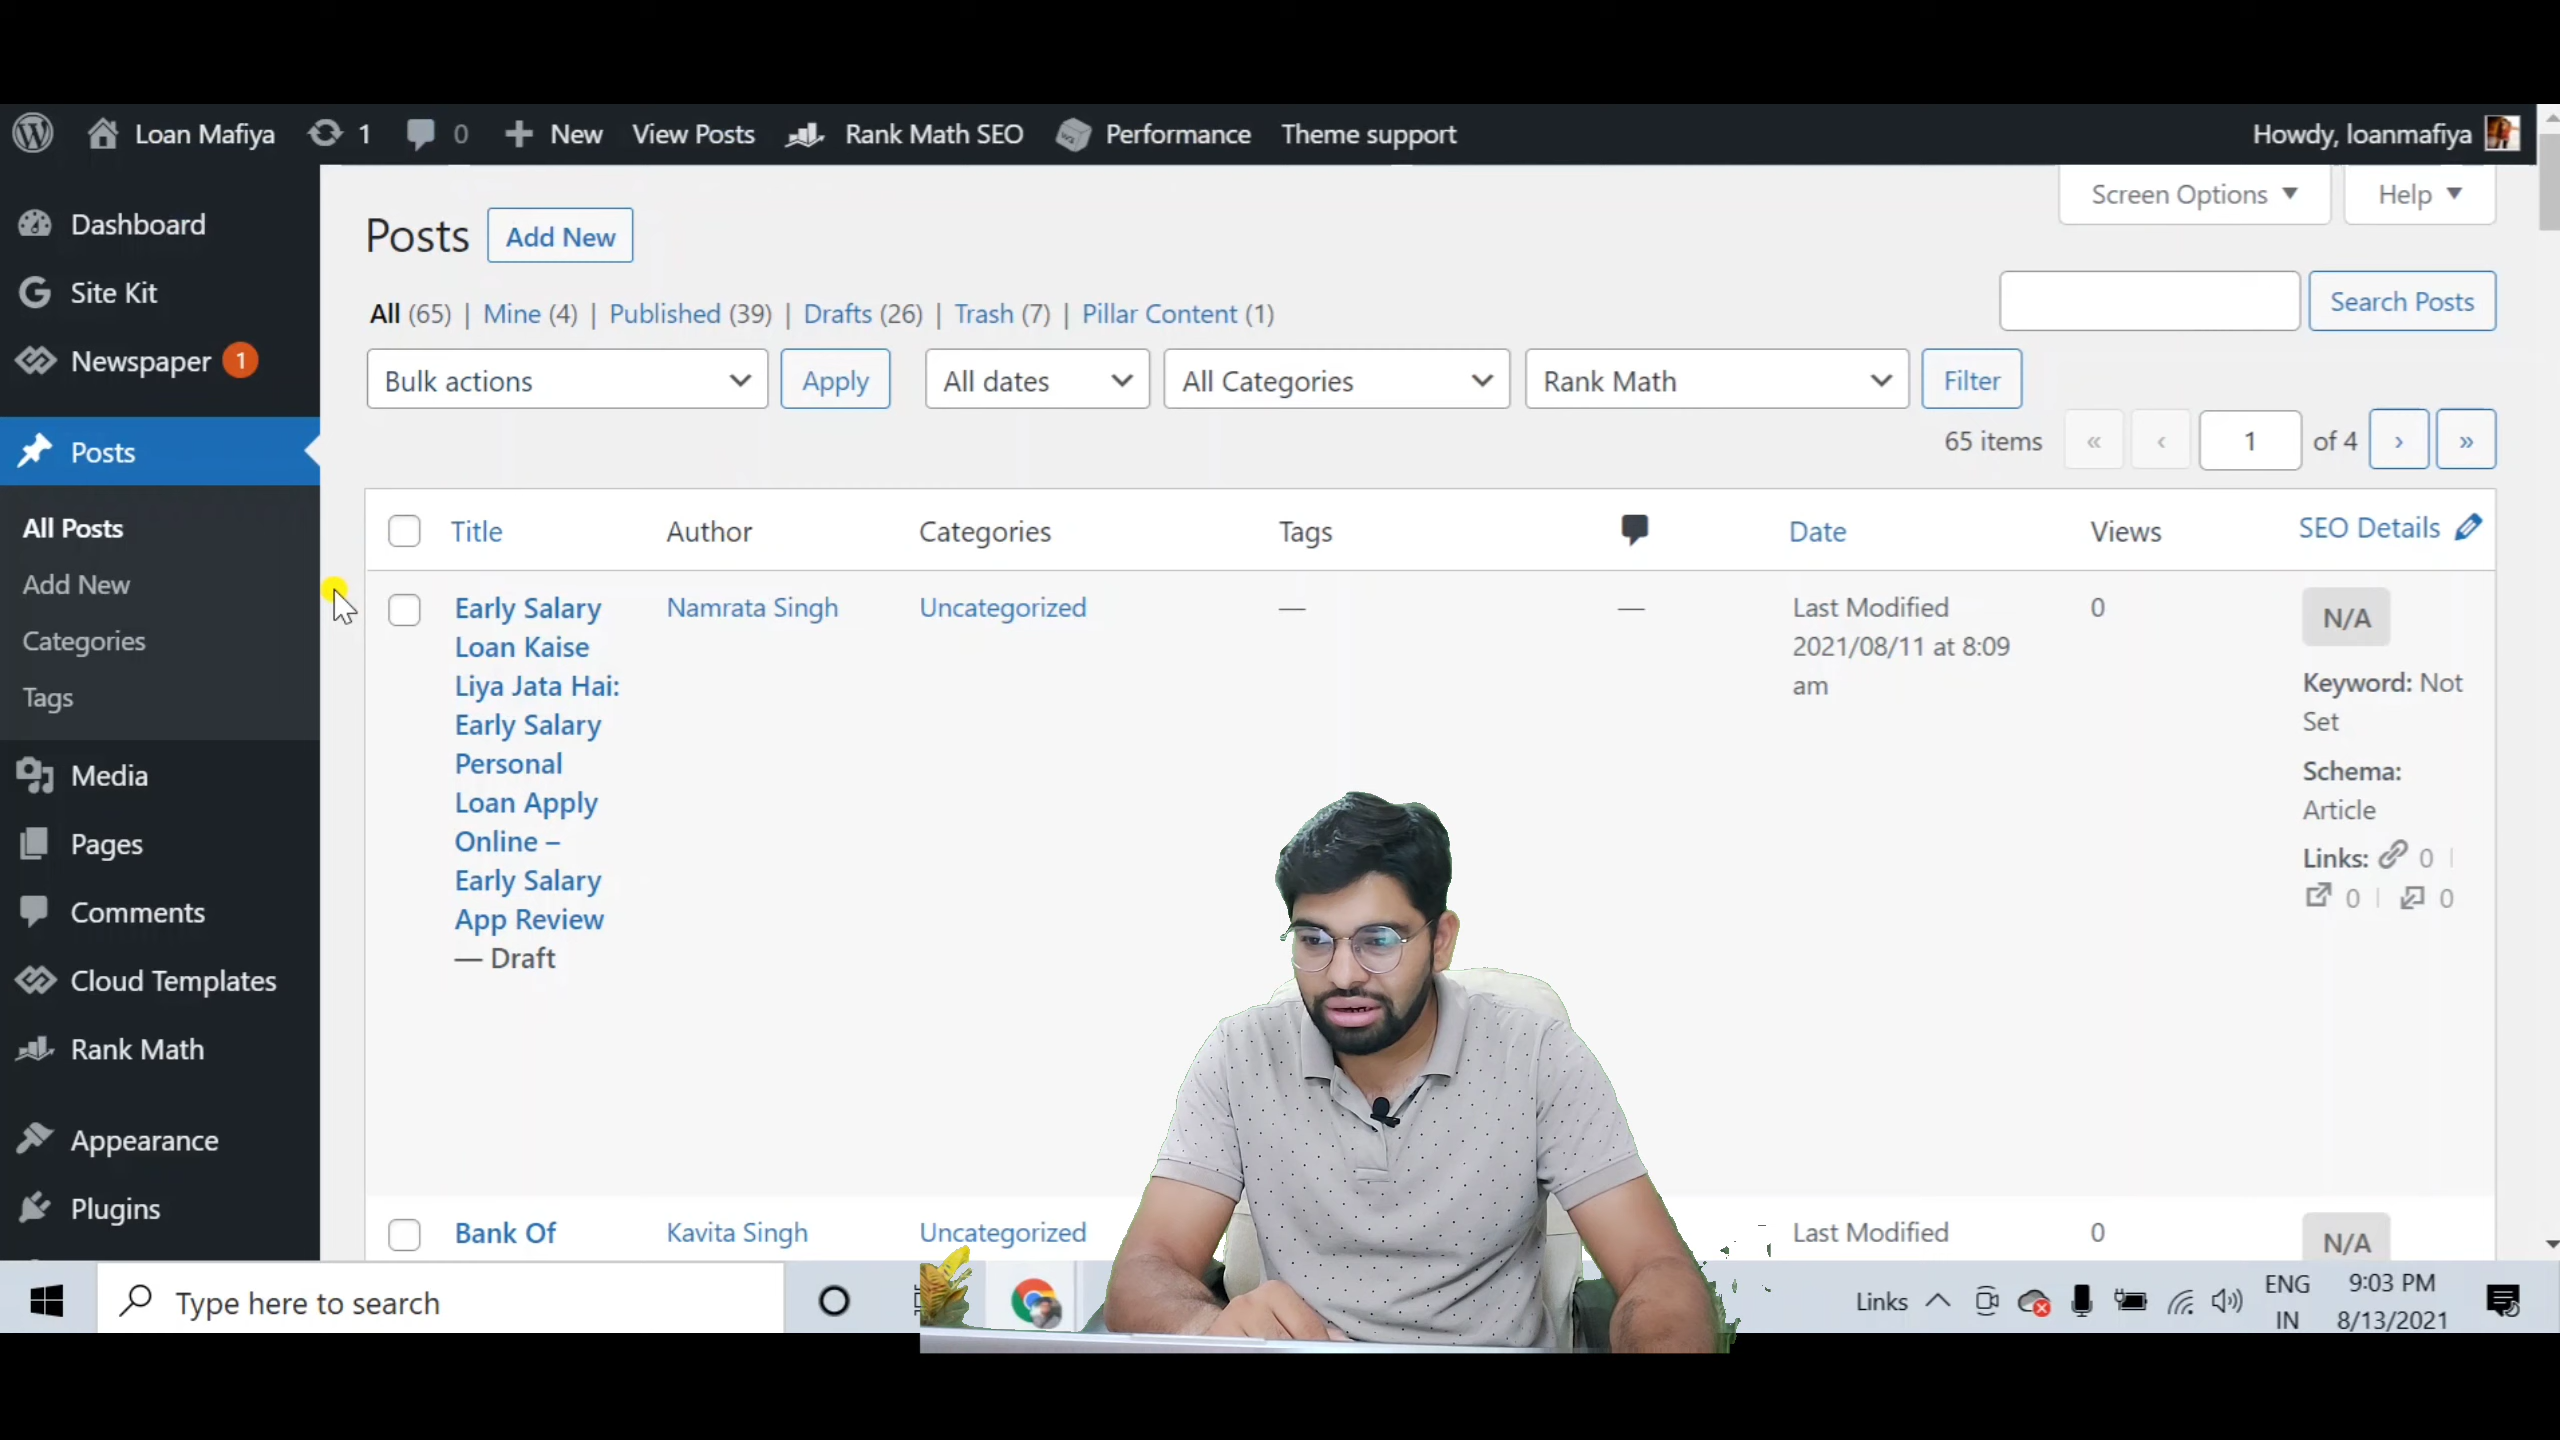 Loan Mafiya 1 0 New View Posts Rank Math SEO Performance Theme support Howdy, loanmafiya
Screen Options Help
Dashboard
Site Kit
Newspaper 1
Posts
All Posts
Add New
Categories
Tags
Media
Pages
Comments
Cloud Templates
Rank Math
Appearance
Plugins
Posts Add New
All (65) | Mine (4) | Published (39) | Drafts (26) | Trash (7) | Pillar Content (1)
Search Posts
Bulk actions Apply All dates All Categories Rank Math Filter
65 items « ‹ 1 of 4 › »
Title Author Categories Tags Date Views SEO Details
Early Salary
Loan Kaise
Liya Jata Hai:
Early Salary
Personal
Loan Apply
Online –
Early Salary
App Review
— Draft
Namrata Singh
Uncategorized
—
—
Last Modified
2021/08/11 at 8:09
am
0
N/A
Keyword: Not
Set
Schema:
Article
Links: 0 |
0 | 0
Bank Of Kavita Singh Uncategorized Last Modified 0 N/A
Type here to search
Links
ENG
IN
9:03 PM
8/13/2021